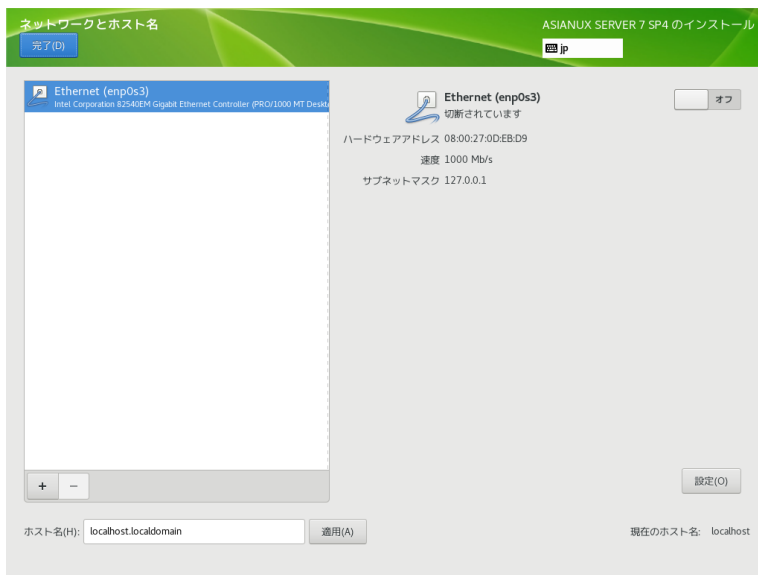 ネットワークとホスト名
完了(D)
ASIANUX SERVER 7 SP4 のインストール
jp
Ethernet (enp0s3)
Intel Corporation 82540EM Gigabit Ethernet Controller (PRO/1000 MT Deskt
Ethernet (enp0s3)
切断されています
オフ
ハードウェアアドレス 08:00:27:0D:EB:D9
速度 1000 Mb/s
サブネットマスク 127.0.0.1
+ −
設定(O)
ホスト名(H): localhost.localdomain 適用(A) 現在のホスト名: localhost